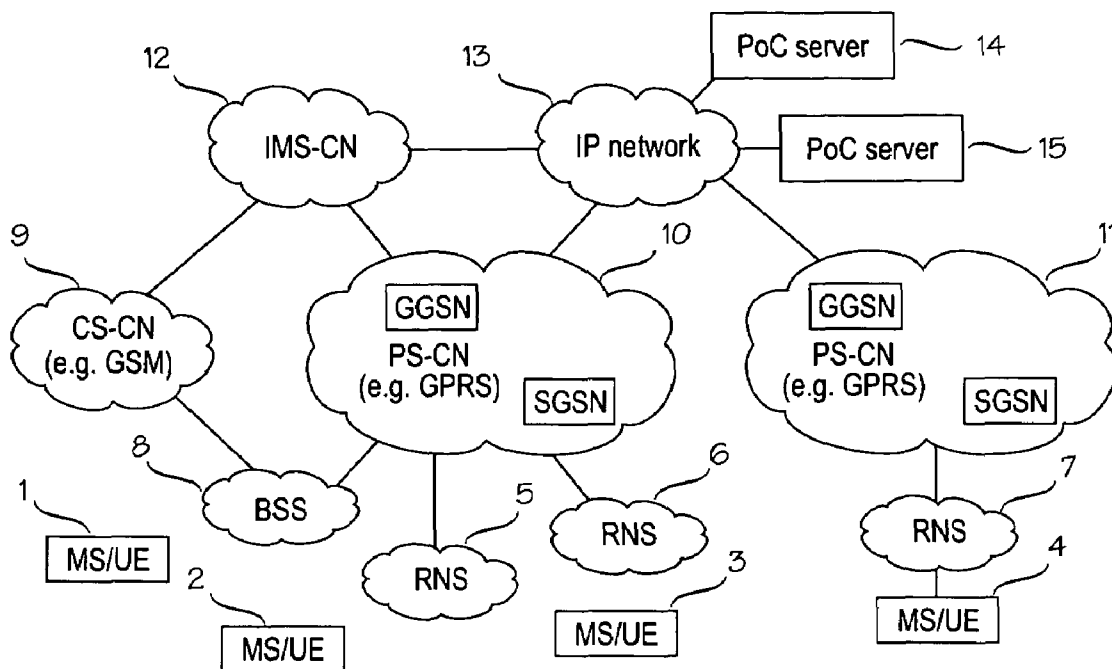 PoC server
14
12
13
IMS-CN
IP network
PoC server
15
9
10
11
GGSN
GGSN
CS-CN
(e.g. GSM)
PS-CN
(e.g. GPRS)
PS-CN
(e.g. GPRS)
SGSN
SGSN
8
6
7
1
BSS
5
RNS
RNS
MS/UE
2
RNS
3
4
MS/UE
MS/UE
MS/UE